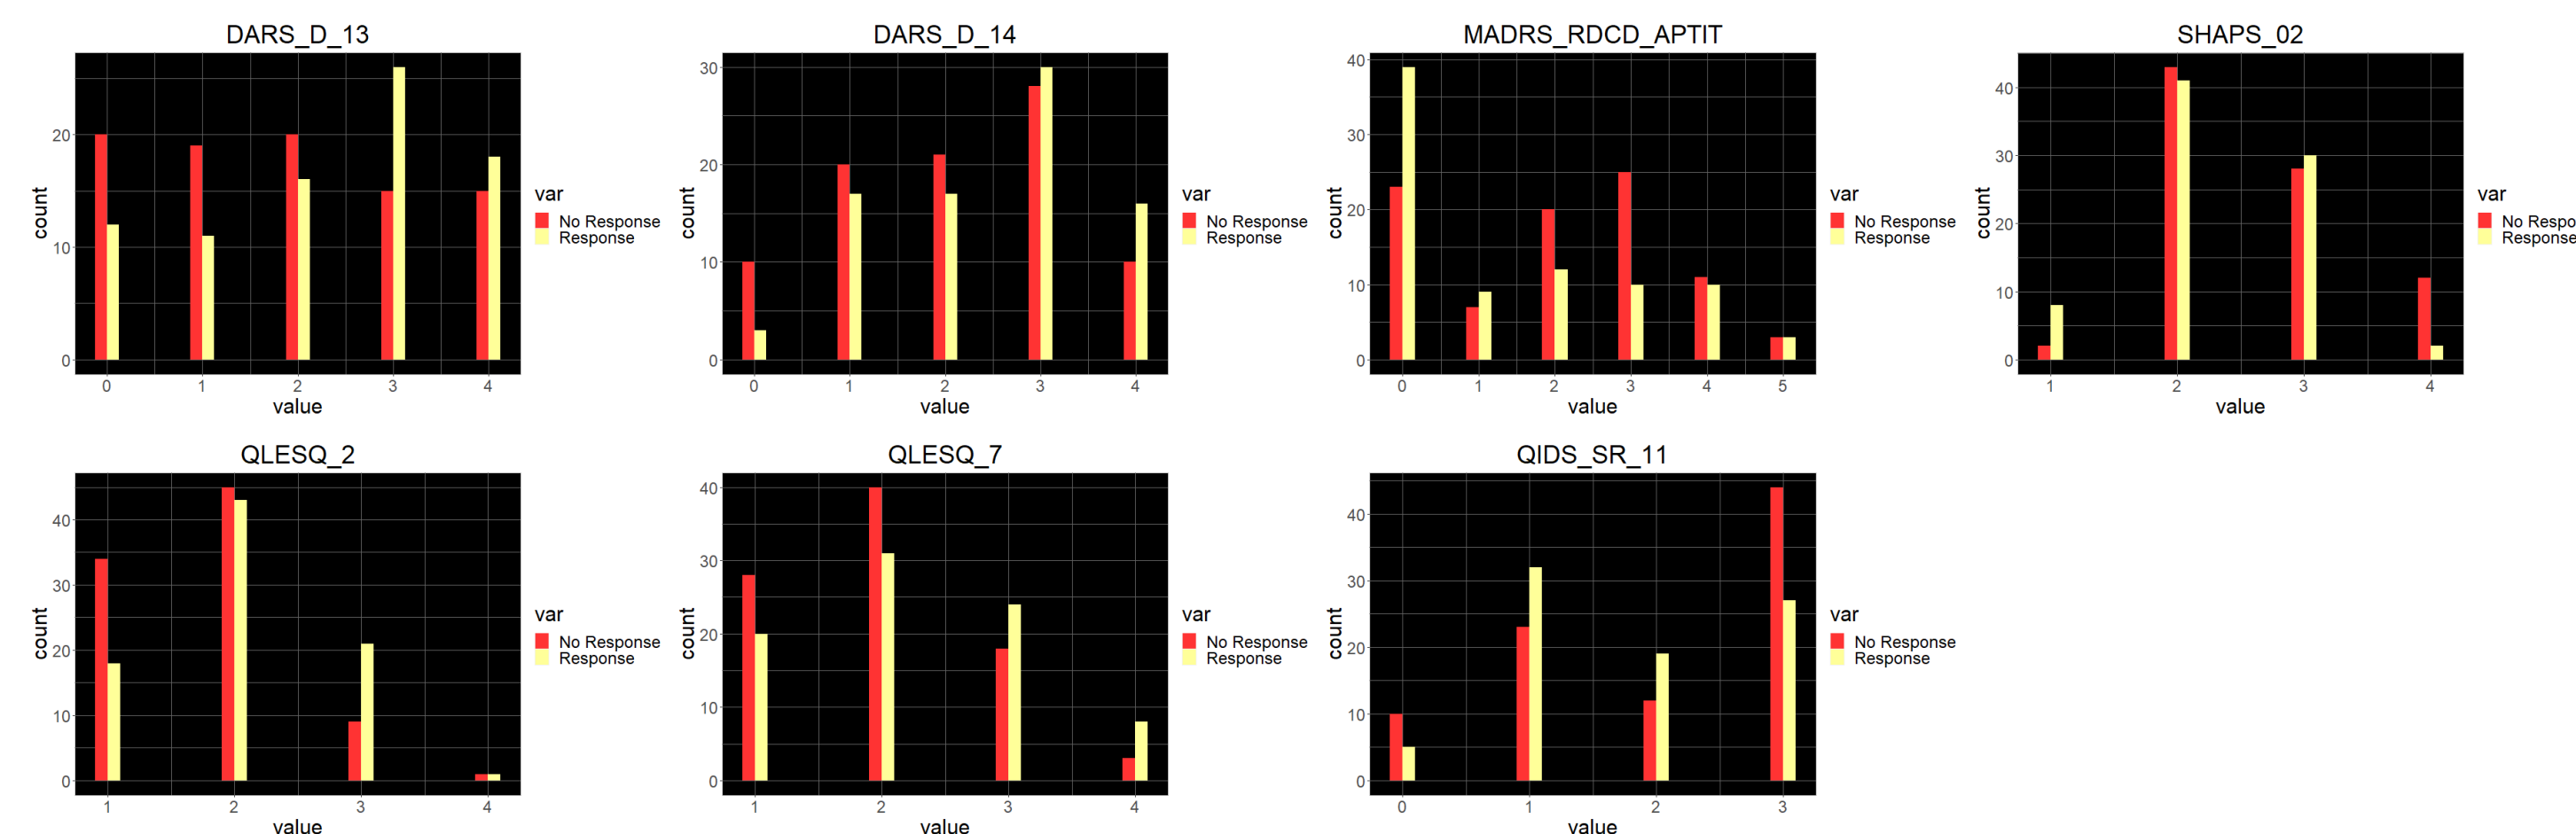 DARS_D_13
count
20
10
0
0 1 2 3 4
value
var
No Response
Response
DARS_D_14
count
30
20
10
0
0 1 2 3 4
value
var
No Response
Response
MADRS_RDCD_APTIT
count
40
30
20
10
0
0 1 2 3 4 5
value
var
No Response
Response
SHAPS_02
count
40
30
20
10
0
1 2 3 4
value
var
No Respo
Response
QLESQ_2
count
40
30
20
10
0
1 2 3 4
value
var
No Response
Response
QLESQ_7
count
40
30
20
10
0
1 2 3 4
value
var
No Response
Response
QIDS_SR_11
count
40
30
20
10
0
0 1 2 3
value
var
No Response
Response